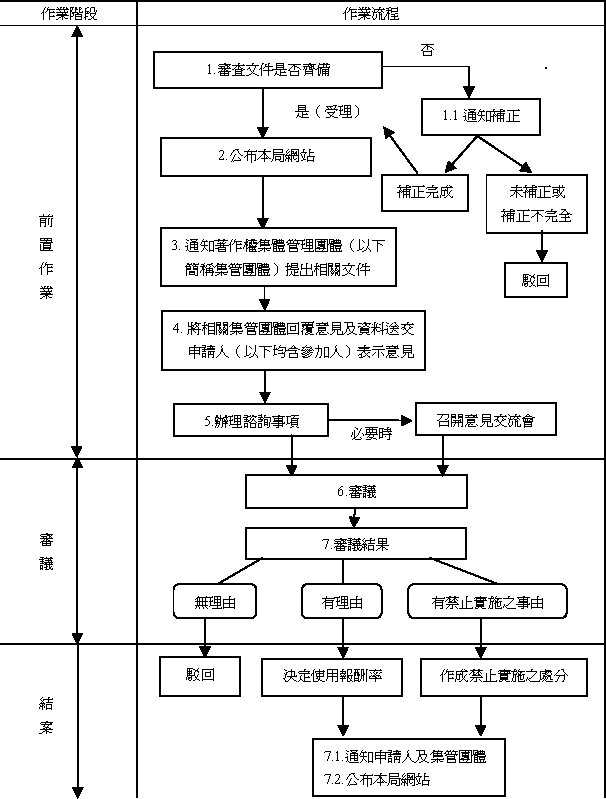 作業階段
作業流程
否
1.審查文件是否齊備
是（受理）
1.1 通知補正
2.公布本局網站
補正完成
未補正或
補正不完全
駁回
前
置
作
業
3. 通知著作權集體管理團體（以下
簡稱集管團體）提出相關文件
4. 將相關集管團體回覆意見及資料送交
申請人（以下均含參加人）表示意見
5.辦理諮詢事項
必要時
召開意見交流會
審
議
6.審議
7.審議結果
無理由
有理由
有禁止實施之事由
結
案
駁回
決定使用報酬率
作成禁止實施之處分
7.1.通知申請人及集管團體
7.2.公布本局網站